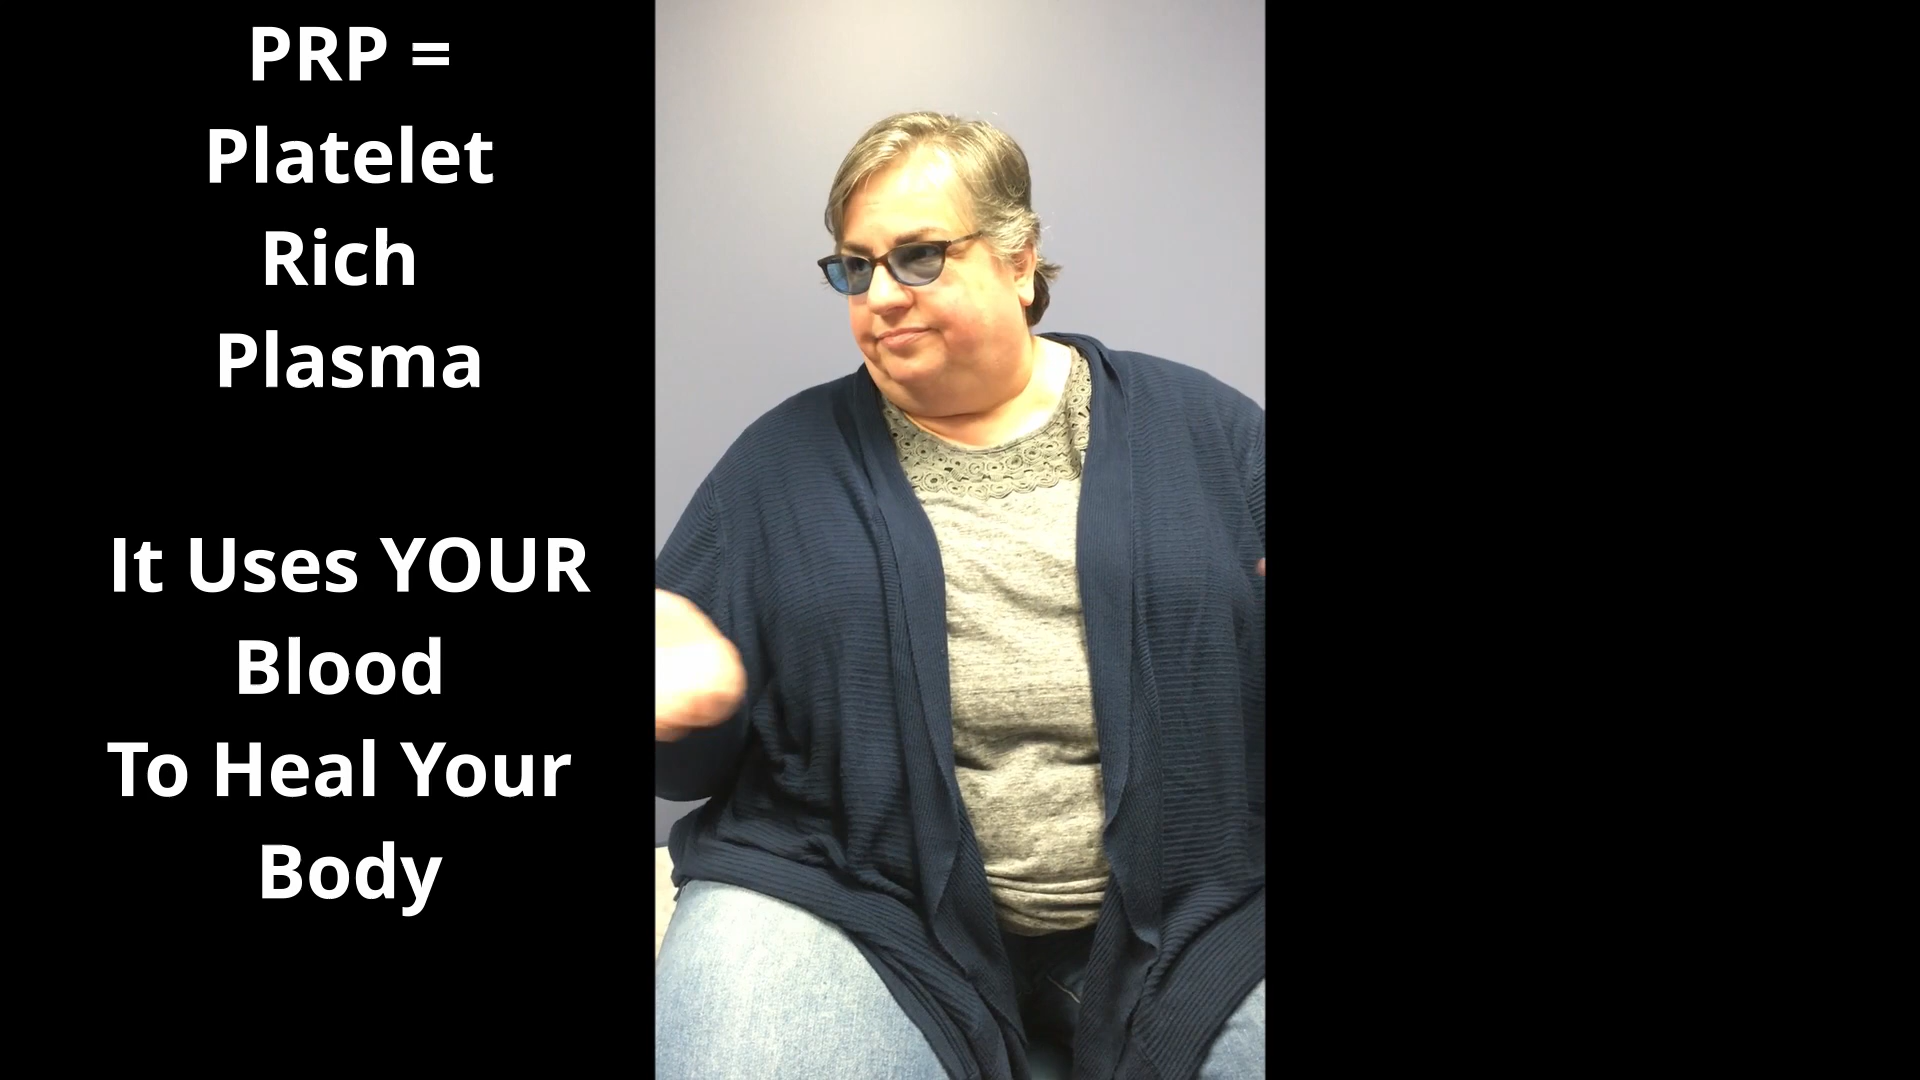 PRP =
Platelet
Rich
Plasma
It Uses YOUR
Blood
To Heal Your
Body